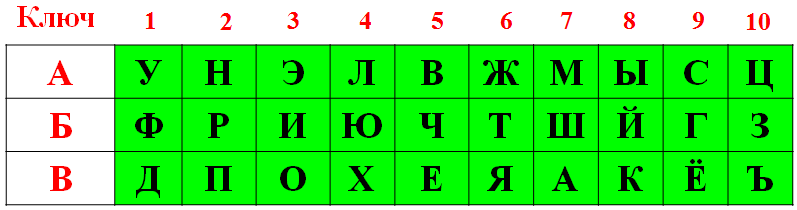 Ключ 1 2 3 4 5 6 7 8 9 10
А У Н Э Л В Ж М Ы С Ц
Б Ф Р И Ю Ч Т Ш Й Г З
В Д П О Х Е Я А К Ё Ъ